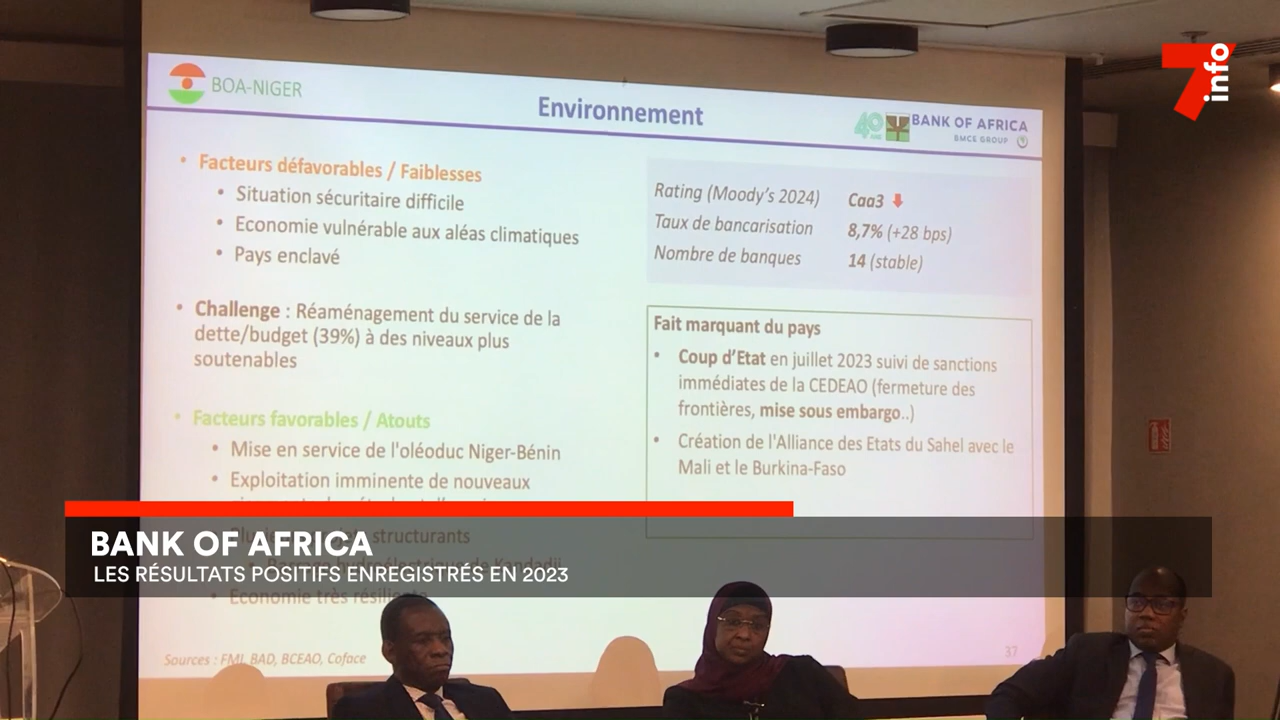 7info
BOA-NIGER
Environnement
40
BANK OF AFRICA
BMCE GROUP
• Facteurs défavorables / Faiblesses
• Situation sécuritaire difficile
• Economie vulnérable aux aléas climatiques
• Pays enclavé
• Challenge : Réaménagement du service de la
dette/budget (39%) à des niveaux plus
soutenables
• Facteurs favorables / Atouts
• Mise en service de l'oléoduc Niger-Bénin
• Exploitation imminente de nouveaux
structurants
• Economie très résiliente
Sources : FMI, BAD, BCEAO, Coface
Rating (Moody's 2024) Caa3
Taux de bancarisation 8,7% (+28 bps)
Nombre de banques 14 (stable)
Fait marquant du pays
• Coup d'Etat en juillet 2023 suivi de sanctions
immédiates de la CEDEAO (fermeture des
frontières, mise sous embargo..)
• Création de l'Alliance des Etats du Sahel avec le
Mali et le Burkina-Faso
37
BANK OF AFRICA
LES RÉSULTATS POSITIFS ENREGISTRÉS EN 2023